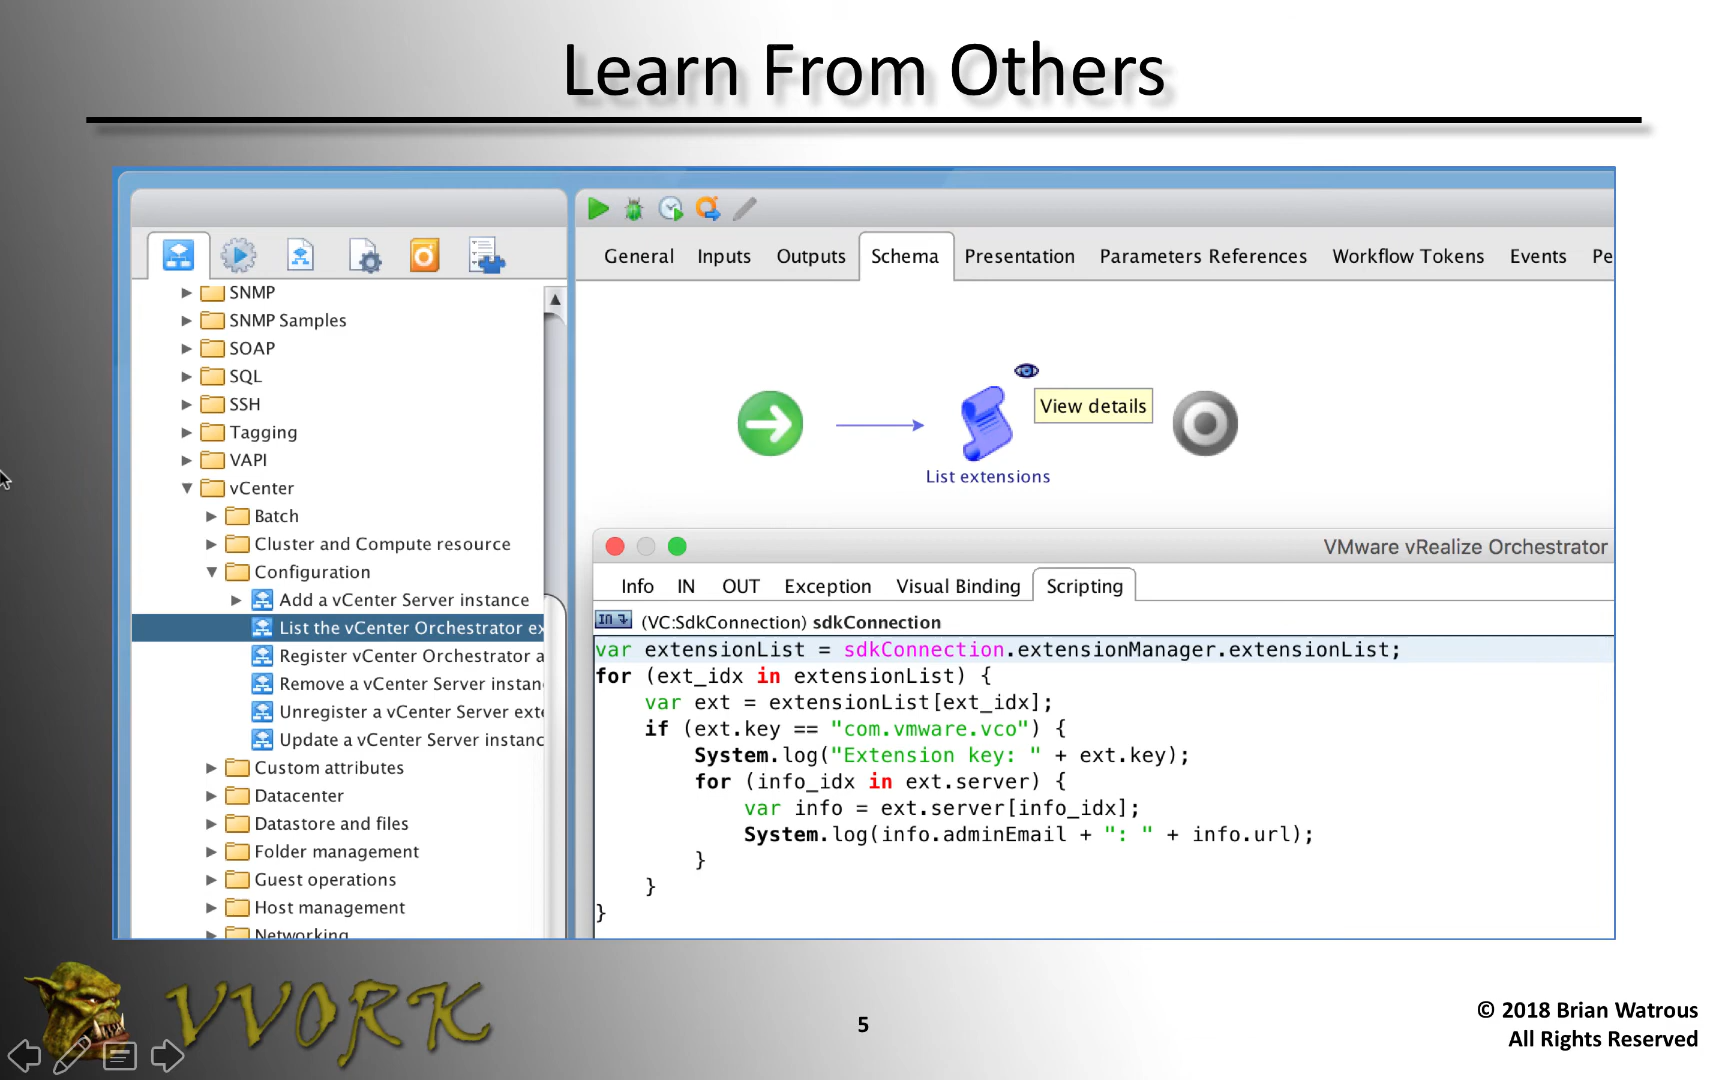 Learn From Others
SNMP
SNMP Samples
SOAP
SQL
SSH
Tagging
VAPI
vCenter
Batch
Cluster and Compute resource
Configuration
Add a vCenter Server instance
List the vCenter Orchestrator ex
Register vCenter Orchestrator a
Remove a vCenter Server instan
Unregister a vCenter Server exte
Update a vCenter Server instanc
Custom attributes
Datacenter
Datastore and files
Folder management
Guest operations
Host management
Networking
General Inputs Outputs Schema Presentation Parameters References Workflow Tokens Events Pe
View details
List extensions
VMware vRealize Orchestrator
Info IN OUT Exception Visual Binding Scripting
IN (VC:SdkConnection) sdkConnection
var extensionList = sdkConnection.extensionManager.extensionList;
for (ext_idx in extensionList) {
var ext = extensionList[ext_idx];
if (ext.key == "com.vmware.vco") {
System.log("Extension key: " + ext.key);
for (info_idx in ext.server) {
var info = ext.server[info_idx];
System.log(info.adminEmail + ": " + info.url);
}
}
}
VVORK
5
© 2018 Brian Watrous
All Rights Reserved